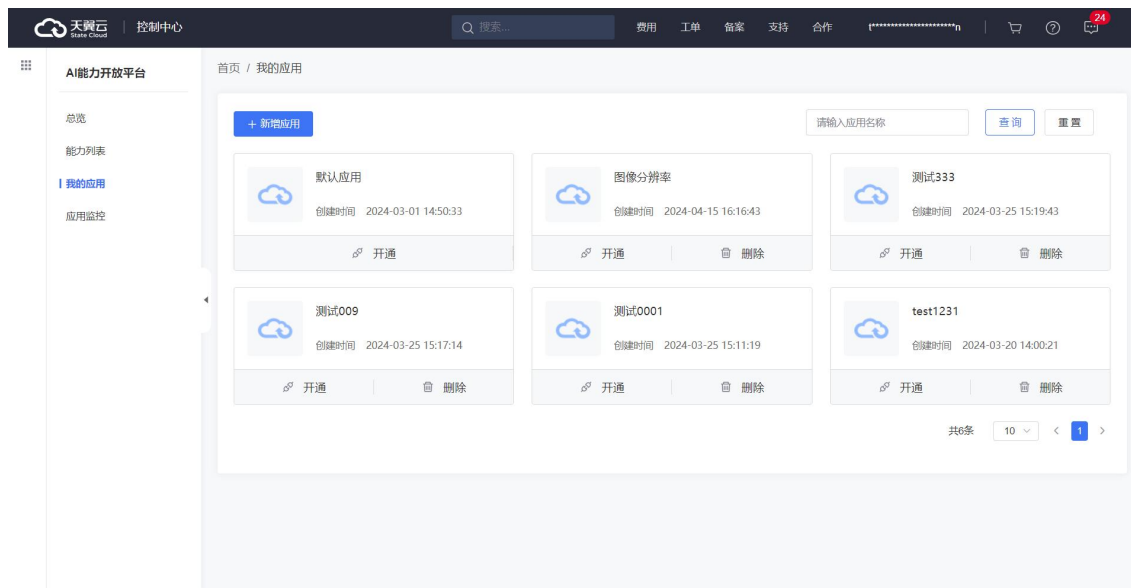 天翼云 State Cloud 控制中心 搜索... 费用 工单 备案 支持 合作 t**********************n 24
AI能力开放平台
总览
能力列表
我的应用
应用监控
首页 / 我的应用
+ 新增应用 请输入应用名称 查询 重置
默认应用
创建时间 2024-03-01 14:50:33
开通
图像分辨率
创建时间 2024-04-15 16:16:43
开通 删除
测试333
创建时间 2024-03-25 15:19:43
开通 删除
测试009
创建时间 2024-03-25 15:17:14
开通 删除
测试0001
创建时间 2024-03-25 15:11:19
开通 删除
test1231
创建时间 2024-03-20 14:00:21
开通 删除
共6条 10 < 1 >